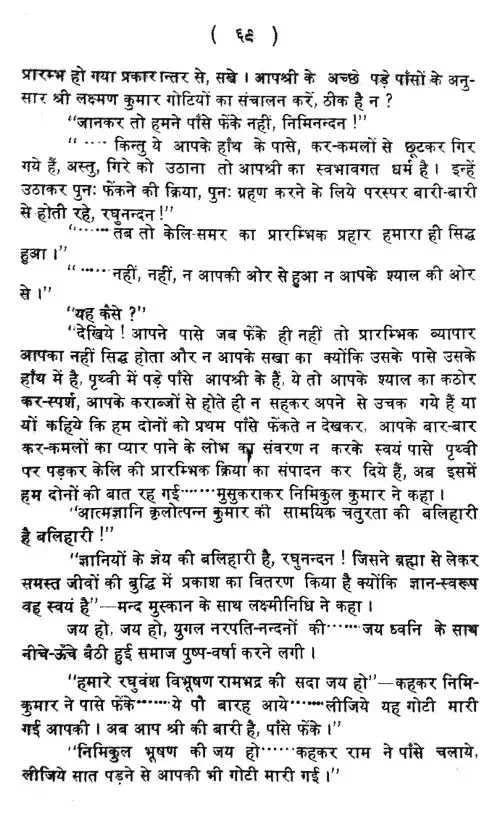 ( ६९ )
प्रारम्भ हो गया प्रकारान्तर से, सखे । आपश्री के अच्छे पड़े पाँसों के अनु-
सार श्री लक्ष्मण कुमार गोटियों का संचालन करें, ठीक है न ?
“जानकर तो हमने पाँसे फेंके नहीं, निमिनन्दन !”
“ ···· किन्तु ये आपके हाँथ के पासे, कर-कमलों से छूटकर गिर
गये हैं, अस्तु, गिरे को उठाना तो आपश्री का स्वभावगत धर्म है । इन्हें
उठाकर पुनः फेंकने की क्रिया, पुनः ग्रहण करने के लिये परस्पर बारी-बारी
से होती रहे, रघुनन्दन !”
“······तब तो केलि-समर का प्रारम्भिक प्रहार हमारा ही सिद्ध
हुआ ।”
“ ······नहीं, नहीं, न आपकी ओर से हुआ न आपके श्याल की ओर
से ।”
“यह कैसे ?”
“देखिये ! आपने पासे जब फेंके ही नहीं तो प्रारम्भिक व्यापार
आपका नहीं सिद्ध होता और न आपके सखा का क्योंकि उसके पासे उसके
हाँथ में है, पृथ्वी में पड़े पाँसे आपश्री के हैं, ये तो आपके श्याल का कठोर
कर-स्पर्श, आपके कराब्जों से होते ही न सहकर अपने से उचक गये हैं या
यों कहिये कि हम दोनों को प्रथम पाँसे फेंकते न देखकर, आपके बार-बार
कर-कमलों का प्यार पाने के लोभ का संवरण न करके स्वयं पासे पृथ्वी
पर पड़कर केलि की प्रारम्भिक क्रिया का संपादन कर दिये हैं, अब इसमें
हम दोनों की बात रह गई·······मुसुकराकर निमिकुल कुमार ने कहा ।
“आत्मज्ञानि कुलोत्पन्न कुमार की सामयिक चतुरता की बलिहारी
है बलिहारी !”
“ज्ञानियों के ज्ञेय की बलिहारी है, रघुनन्दन ! जिसने ब्रह्मा से लेकर
समस्त जीवों की बुद्धि में प्रकाश का वितरण किया है क्योंकि ज्ञान-स्वरूप
वह स्वयं है”—मन्द मुस्कान के साथ लक्ष्मीनिधि ने कहा ।
जय हो, जय हो, युगल नरपति-नन्दनों की······जय ध्वनि के साथ
नीचे-ऊँचे बैठी हुई समाज पुष्प-वर्षा करने लगी ।
“हमारे रघुवंश विभूषण रामभद्र की सदा जय हो”—कहकर निमि-
कुमार ने पासे फेंके·······ये पौ बारह आये······लीजिये यह गोटी मारी
गई आपकी । अब आप श्री की बारी है, पाँसे फेंके ।”
“निमिकुल भूषण की जय हो······कहकर राम ने पाँसे चलाये,
लीजिये सात पड़ने से आपकी भी गोटी मारी गई ।”